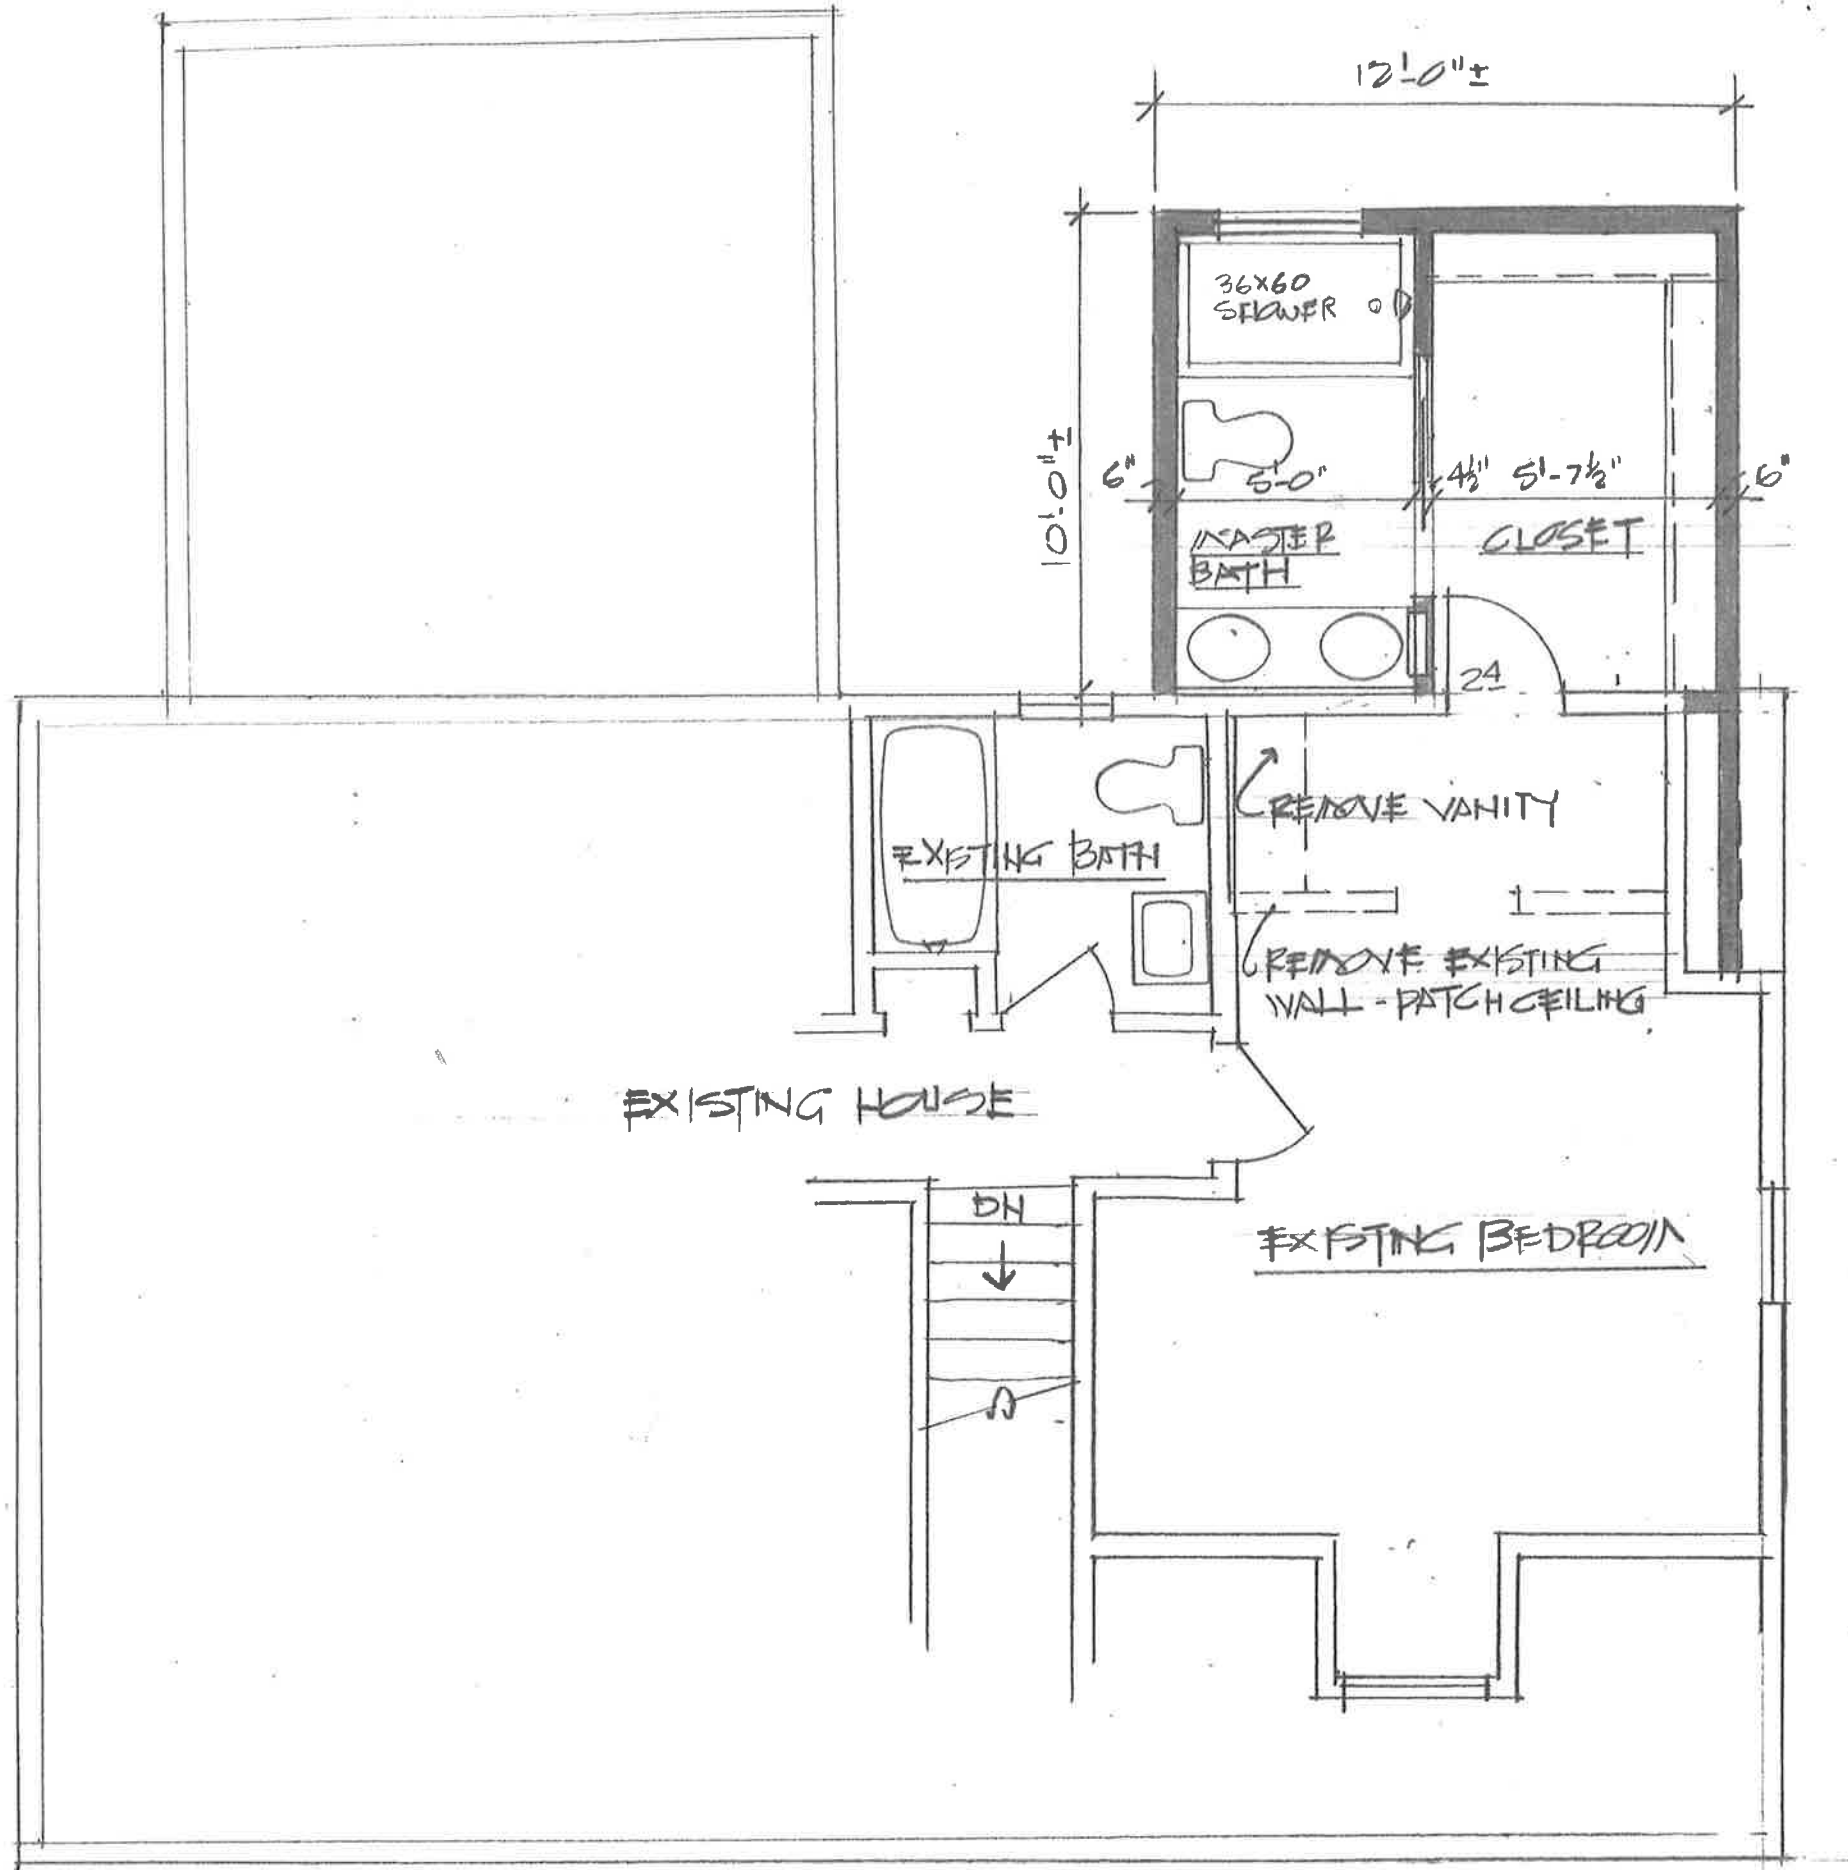 12'-0"±
36X60
SHOWER
10'-0"±
6"
5'-0"
4½"
5'-7½"
6"
MASTER
BATH
CLOSET
24
REMOVE VANITY
EXISTING BATH
REMOVE EXISTING
WALL - PATCH CEILING
EXISTING HOUSE
DN
EXISTING BEDROOM